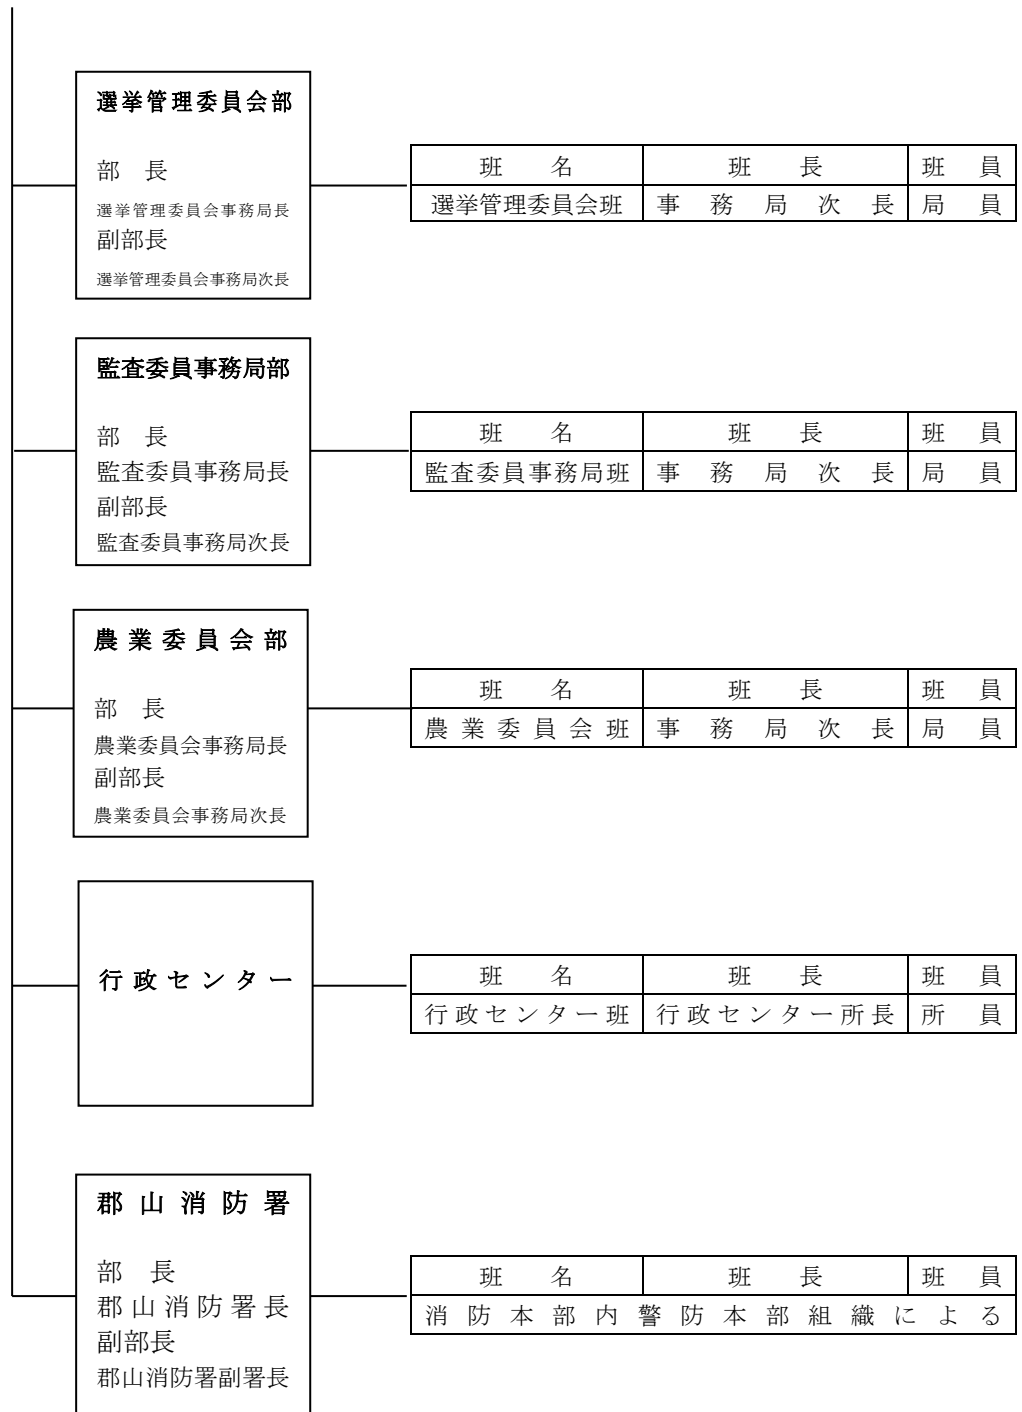 選挙管理委員会部
部　長
選挙管理委員会事務局長
副部長
選挙管理委員会事務局次長
班　名　班　長　班　員
選挙管理委員会班　事務局次長　局　員
監査委員事務局部
部　長
監査委員事務局長
副部長
監査委員事務局次長
班　名　班　長　班　員
監査委員事務局班　事務局次長　局　員
農業委員会部
部　長
農業委員会事務局長
副部長
農業委員会事務局次長
班　名　班　長　班　員
農業委員会班　事務局次長　局　員
行政センター
班　名　班　長　班　員
行政センター班　行政センター所長　所　員
郡山消防署
部　長
郡山消防署長
副部長
郡山消防署副署長
班　名　班　長　班　員
消防本部内警防本部組織による